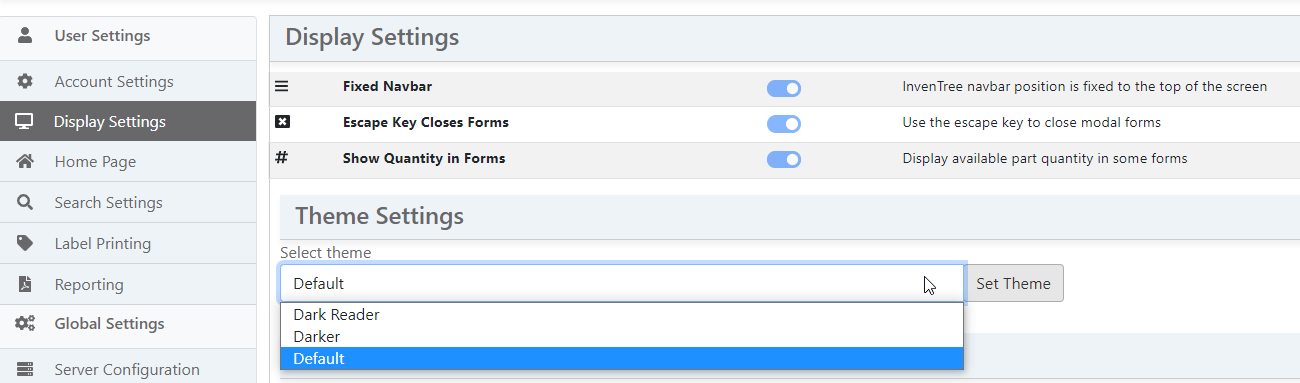 User Settings
Account Settings
Display Settings
Home Page
Search Settings
Label Printing
Reporting
Global Settings
Server Configuration
Display Settings
Fixed Navbar InvenTree navbar position is fixed to the top of the screen
Escape Key Closes Forms Use the escape key to close modal forms
# Show Quantity in Forms Display available part quantity in some forms
Theme Settings
Select theme
Default Set Theme
Dark Reader
Darker
Default